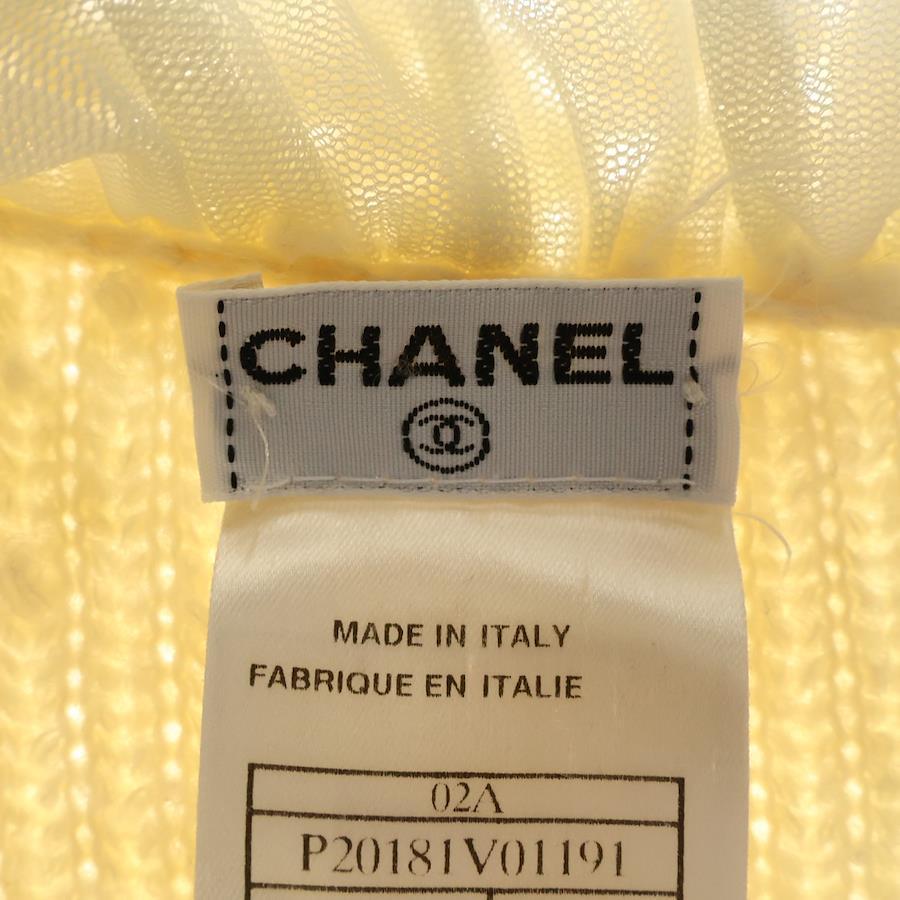 CHANEL
MADE IN ITALY
FABRIQUE EN ITALIE
02A
P20181V01191